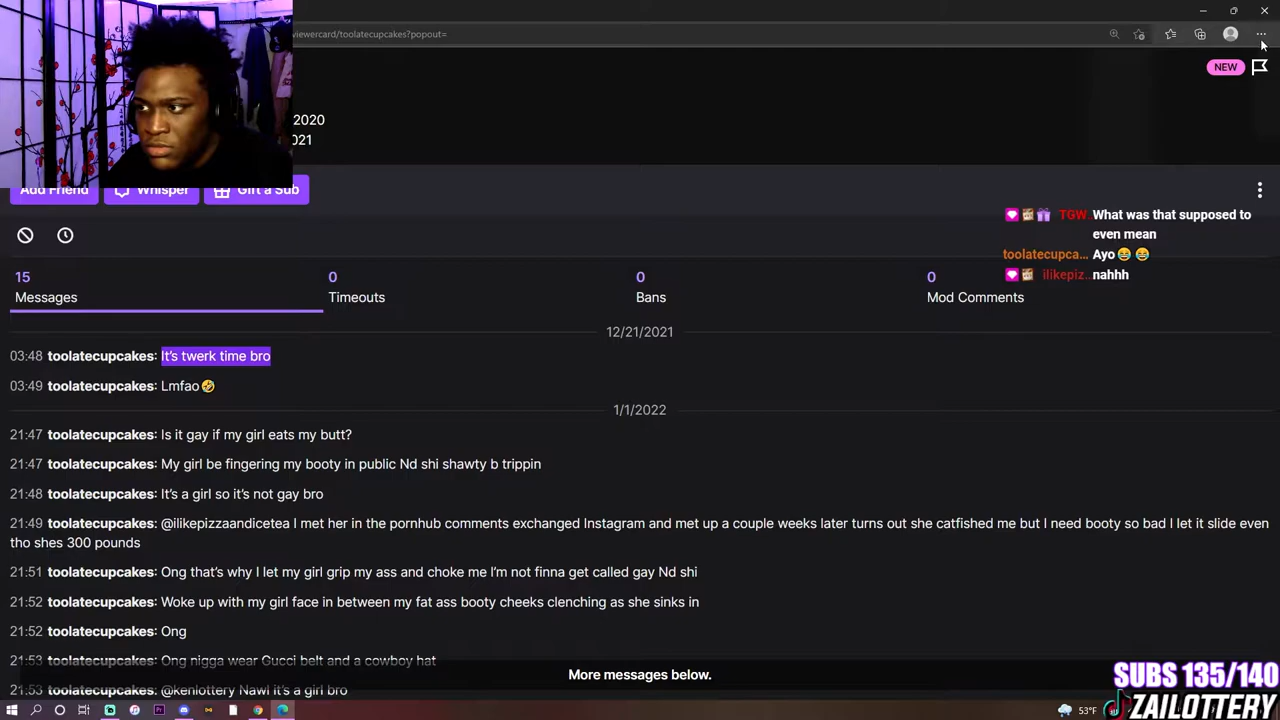 viewercard/toolatecupcakes?popout=
NEW
2020
021
Add Friend
Whisper
Gift a Sub
TGW.. What was that supposed to
even mean
toolatecupca... Ayo😂 😂
ilikepiz.. nahhh
15
Messages
0
Timeouts
0
Bans
0
Mod Comments
12/21/2021
03:48 toolatecupcakes: It's twerk time bro
03:49 toolatecupcakes: Lmfao🤣
1/1/2022
21:47 toolatecupcakes: Is it gay if my girl eats my butt?
21:47 toolatecupcakes: My girl be fingering my booty in public Nd shi shawty b trippin
21:48 toolatecupcakes: It's a girl so it's not gay bro
21:49 toolatecupcakes: @ilikepizzaandicetea I met her in the pornhub comments exchanged Instagram and met up a couple weeks later turns out she catfished me but I need booty so bad I let it slide even
tho shes 300 pounds
21:51 toolatecupcakes: Ong that's why I let my girl grip my ass and choke me I'm not finna get called gay Nd shi
21:52 toolatecupcakes: Woke up with my girl face in between my fat ass booty cheeks clenching as she sinks in
21:52 toolatecupcakes: Ong
21:53 toolatecupcakes: Ong nigga wear Gucci belt and a cowboy hat
More messages below.
21:53 toolatecupcakes: @kenlottery Nawl it's a girl bro
SUBS 135/140
ZAILOTTERY
53°F